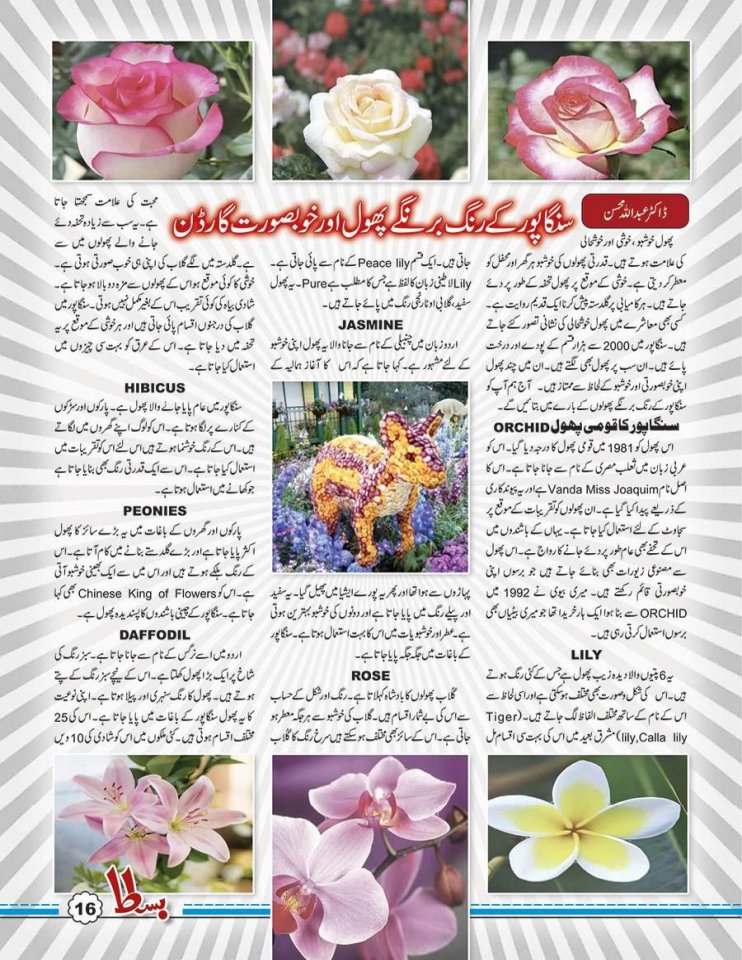 سنگاپور کے رنگ برنگے پھول اور خوبصورت گارڈن
ڈاکٹر عبداللہ محسن
پھول خوشبو، خوشی اور خوشحالی
کی علامت ہوتے ہیں۔ قدرتی پھولوں کی خوشبو ہر گھر اور محفل کو
معطر کر دیتی ہے۔ خوشی کے موقع پر پھول تحفہ کے طور پر دیے
جاتے ہیں۔ ہر کامیابی پر گلدستہ پیش کرنا ایک قدیم روایت ہے۔
کسی بھی معاشرے میں پھول خوشحالی کی نشانی تصور کئے جاتے
ہیں۔ سنگاپور میں 2000 سے ہزار قسم کے پودے اور درخت
پائے ہیں۔ ان سب پر پھول بھی لگتے ہیں۔ ان میں چند پھول
اپنی خوبصورتی اور خوشبو کے لحاظ سے ممتاز ہیں۔ آج ہم آپ کو
سنگاپور کے رنگ برنگے پھولوں کے بارے میں بتائیں گے۔
سنگاپور کا قومی پھول ORCHID
اس پھول کو 1981 میں قومی پھول کا درجہ دیا گیا۔ اس کو
عربی زبان میں ثعلب مصری کے نام سے جانا جاتا ہے۔ اس کا
اصل نام Vanda Miss Joaquim ہے اور یہ پیوندکاری
کے ذریعے پیدا کیا گیا ہے۔ ان پھولوں کو تقریبات کے موقع پر
سجاوٹ کے لئے استعمال کیا جاتا ہے۔ یہاں کے باشندوں میں
اس کے تحفے بھی عام طور پر دئے جانے کا رواج ہے۔ اس پھول
سے مصنوعی زیورات بھی بنائے جاتے ہیں جو برسوں اپنی
خوبصورتی قائم رکھتے ہیں۔ میری بیوی نے 1992 میں
ORCHID سے بنا ہوا ایک ہار خریدا تھا جو میری بیٹیاں بھی
برسوں استعمال کرتی رہی ہیں۔
LILY
یہ 6 پتیوں والا دیدہ زیب پھول ہے جس کے کئی رنگ ہوتے
ہیں۔ اس کی شکل و صورت بھی مختلف ہو سکتی ہے اور اسی لحاظ سے
اس کے نام کے ساتھ مختلف الفاظ لگ جاتے ہیں۔ (Tiger
lily, Calla lily) مشرق بعید میں اس کی بہت سی اقسام مل
جاتی ہیں۔ ایک قسم Peace lily کے نام سے پائی جاتی ہے۔
Lily لاطینی زبان کا لفظ ہے جس کا مطلب ہے Pure۔ یہ پھول
سفید، گلابی اور نارنجی رنگ میں پائے جاتے ہیں۔
JASMINE
اردو زبان میں چنبیلی کے نام سے جانا والا یہ پھول اپنی خوشبو
کے لئے مشہور ہے۔ کہا جاتا ہے کہ اس کا آغاز ہمالیہ کے
پہاڑوں سے ہوا تھا اور پھر یہ پورے ایشیا میں پھیل گیا۔ یہ سفید
اور پیلے رنگ میں پایا جاتا ہے اور دونوں کی خوشبو بہترین ہوتی
ہے۔ عطر اور خوشبویات میں اس کا بہت استعمال ہوتا ہے۔ سنگاپور
کے باغات میں جگہ جگہ پایا جاتا ہے۔
ROSE
گلاب پھولوں کا بادشاہ کہلاتا ہے۔ رنگ اور شکل کے حساب
سے اس کی بے شمار اقسام ہیں۔ گلاب کی خوشبو سے ہر جگہ معطر ہو
جاتی ہے۔ اس کے سائز بھی مختلف ہو سکتے ہیں سرخ رنگ کا گلاب
محبت کی علامت سمجھتا جاتا
ہے۔ یہ سب سے زیادہ تحفہ دئے
جانے والے پھولوں میں سے
ہے۔ گلدستہ میں لگے گلاب کی اپنی ہی خوب صورتی ہوتی ہے۔
خوشی کا کوئی موقع ہو اس کے پھولوں سے مزہ دوبالا ہو جاتا ہے۔
شادی بیاہ کی کوئی تقریب اس کے بغیر مکمل نہیں ہوتی۔ سنگاپور میں
گلاب کی درجنوں اقسام پائی جاتی ہیں اور ہر خوشی کے موقع پر یہ
تحفہ میں دیا جاتا ہے۔ اس کے عرق کو بہت سی چیزوں میں
استعمال کیا جاتا ہے۔
HIBICUS
سنگاپور میں عام پایا جانے والا پھول ہے۔ پارکوں اور سڑکوں
کے کنارے پر لگا ہوتا ہے۔ اس کو لوگ اپنے گھروں میں لگاتے
ہیں۔ اس کے رنگ خوشنما ہوتے ہیں اس لئے اس کو تقریبات میں
استعمال کیا جاتا ہے۔ اس سے ایک قدرتی رنگ بھی بنایا جاتا ہے
جو کھانے میں استعمال ہوتا ہے۔
PEONIES
پارکوں اور گھروں کے باغات میں یہ بڑے سائز کا پھول
اکثر پایا جاتا ہے اور بڑے گلدستے بنانے میں کام آتا ہے۔ اس
کے رنگ ہلکے ہوتے ہیں اور اس میں سے ایک بھینی خوشبو آتی
ہے۔ اس کو Chinese King of Flowers بھی کہا
جاتا ہے۔ سنگاپور کے چینی باشندوں کا پسندیدہ پھول ہے۔
DAFFODIL
اردو میں اسے نرگس کے نام سے جانا جاتا ہے۔ سبز رنگ کی
شاخ پر ایک بڑا پھول کھلتا ہے۔ اس کے نیچے سبز رنگ کے پتے
ہوتے ہیں۔ پھول کا رنگ سنہری اور پیلا ہوتا ہے۔ اپنی نوعیت
کا یہ پھول سنگاپور کے باغات میں پایا جاتا ہے۔ اس کی 25
مختلف اقسام ہوتی ہیں۔ کئی ملکوں میں اس کو شادی کی 10 ویں
16